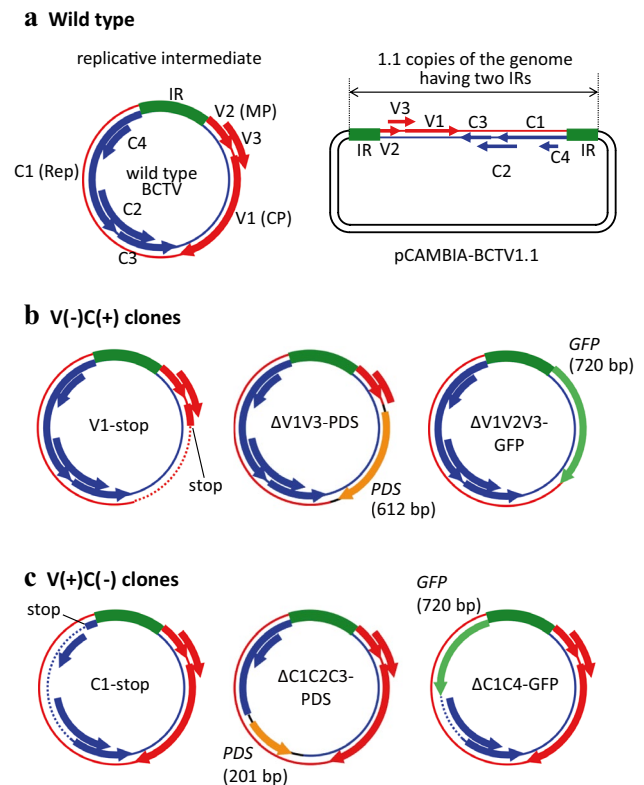 a Wild type
replicative intermediate
IR
V2 (MP)
V3
C4
C1 (Rep)
wild type
BCTV
C2
V1 (CP)
C3
1.1 copies of the genome
having two IRs
V3
V1
C3
C1
IR
V2
C2
C4
IR
pCAMBIA-BCTV1.1
b V(-)C(+) clones
V1-stop
stop
ΔV1V3-PDS
PDS
(612 bp)
GFP
(720 bp)
ΔV1V2V3-
GFP
c V(+)C(-) clones
stop
C1-stop
ΔC1C2C3-
PDS
PDS
(201 bp)
GFP
(720 bp)
ΔC1C4-GFP